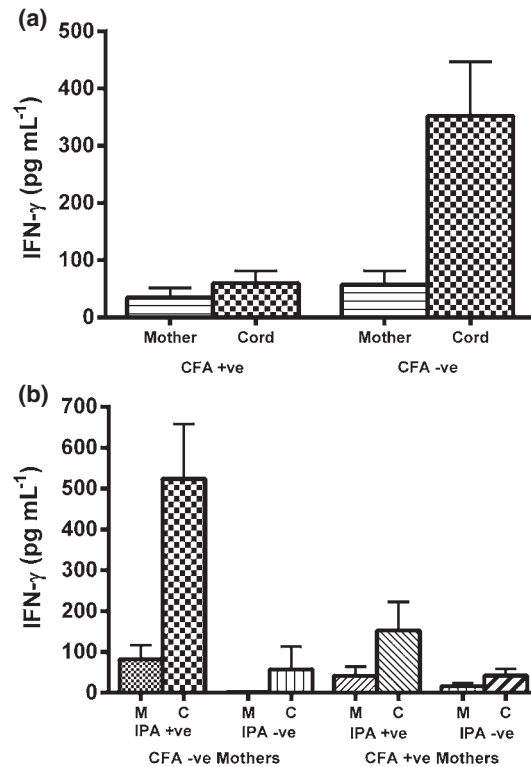 (a)
500
400
300
200
100
0
IFN-γ (pg mL⁻¹)
Mother Cord Mother Cord
CFA +ve CFA -ve
(b)
700
600
500
400
300
200
100
0
IFN-γ (pg mL⁻¹)
M C M C M C M C
IPA +ve IPA -ve IPA +ve IPA -ve
CFA -ve Mothers CFA +ve Mothers